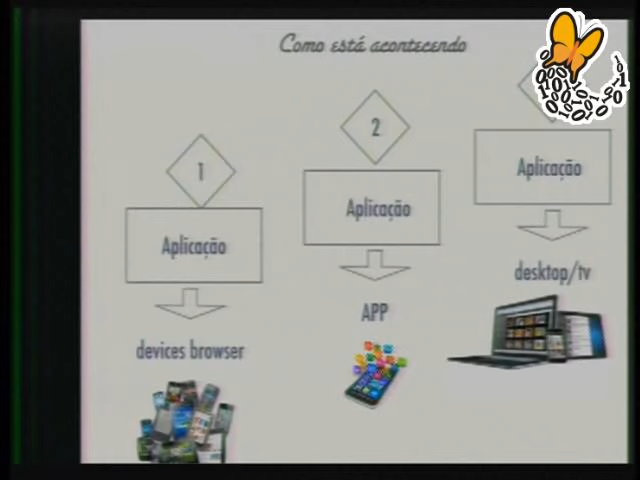 Como está acontecendo
1
Aplicação
devices browser
2
Aplicação
APP
Aplicação
desktop/tv